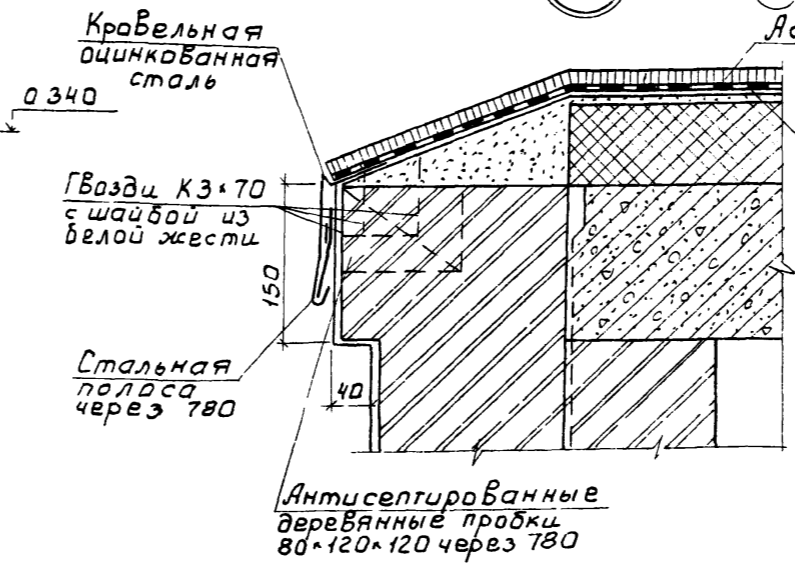 Кровельная
оцинкованная
сталь
Ас
0 340
Гвозди К3×70
с шайбой из
белой жести
150
Стальная
полоса
через 780
40
Антисептированные
деревянные пробки
80×120×120 через 780